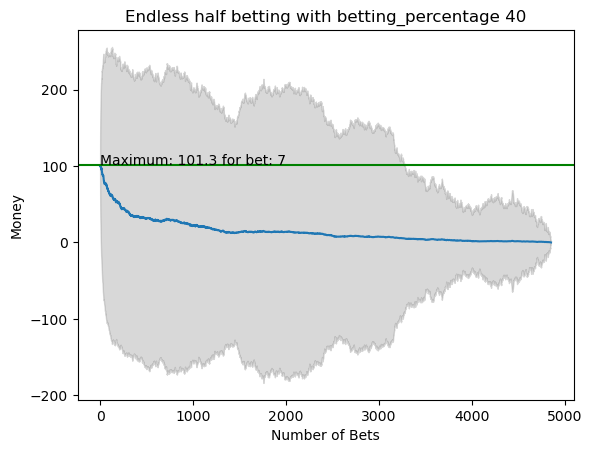 Endless half betting with betting_percentage 40
Money
200
100
0
−100
−200
Maximum: 101.3 for bet: 7
0 1000 2000 3000 4000 5000
Number of Bets